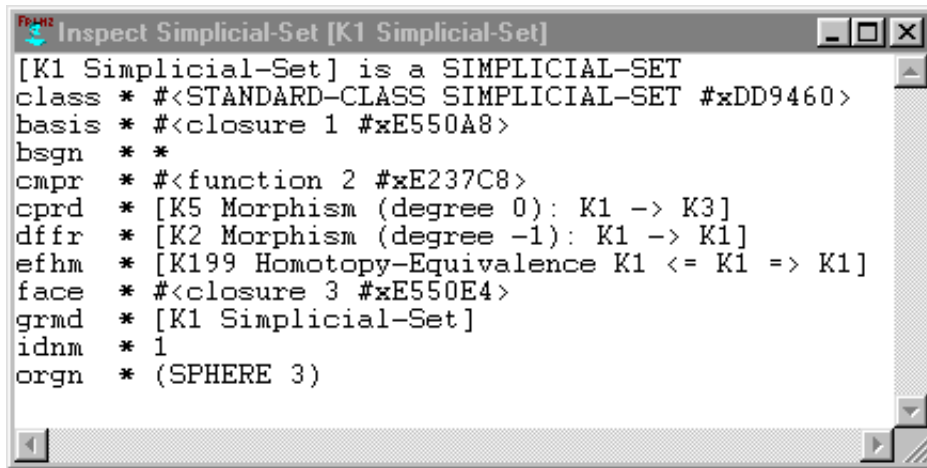 Franz Inspect Simplicial-Set [K1 Simplicial-Set]
[K1 Simplicial-Set] is a SIMPLICIAL-SET
class * #<STANDARD-CLASS SIMPLICIAL-SET #xDD9460>
basis * #<closure 1 #xE550A8>
bsgn * *
cmpr * #<function 2 #xE237C8>
cprd * [K5 Morphism (degree 0): K1 -> K3]
dffr * [K2 Morphism (degree -1): K1 -> K1]
efhm * [K199 Homotopy-Equivalence K1 <= K1 => K1]
face * #<closure 3 #xE550E4>
grmd * [K1 Simplicial-Set]
idnm * 1
orgn * (SPHERE 3)